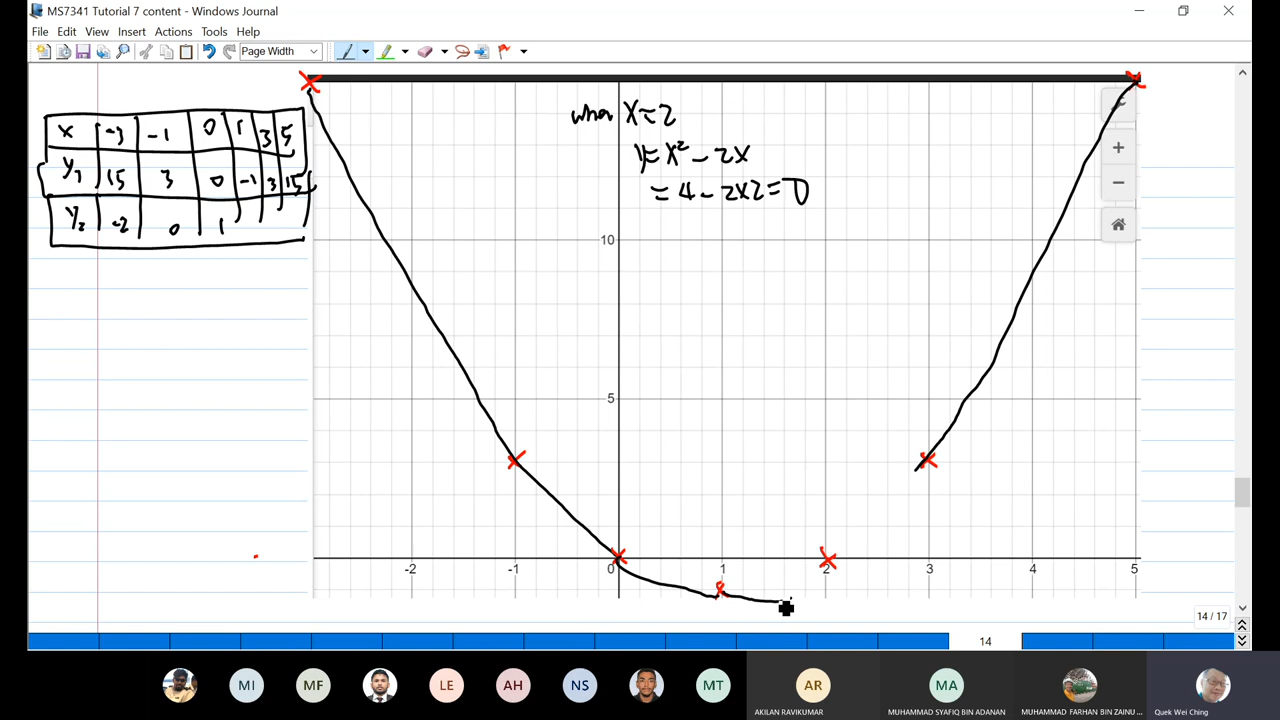 MS7341 Tutorial 7 content - Windows Journal
File Edit View Insert Actions Tools Help
Page Width
when x = 2
y = x² - 2x
= 4 - 2x2 = 0
x -3 -1 0 1 3 5
y₁ 15 3 0 -1 3 15
y₂ -2 0 1
10
5
-2 -1 0 1 2 3 4 5
14 / 17
14
MI MF LE AH NS MT AR MA
AKILAN RAVIKUMAR MUHAMMAD SYAFIQ BIN ADANAN MUHAMMAD FARHAN BIN ZAINU ... Quek Wei Ching